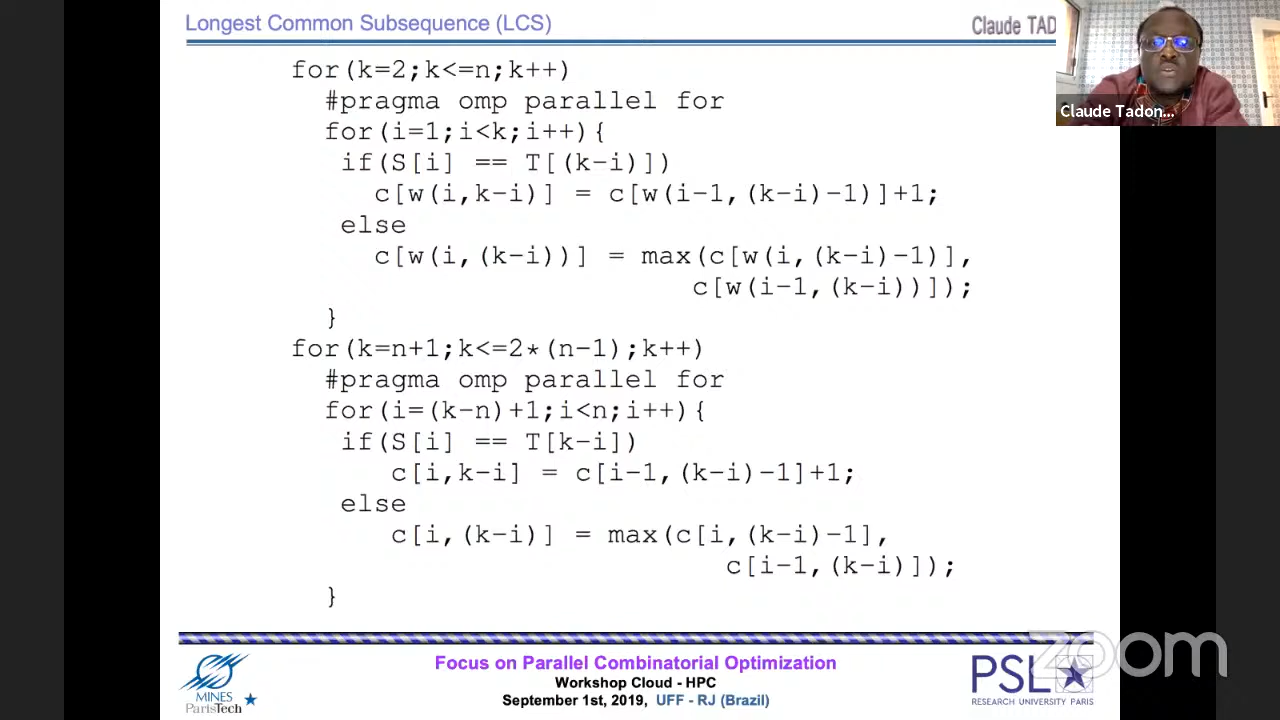 Longest Common Subsequence (LCS)
Claude TAD
Claude Tadon...
for(k=2;k<=n;k++)
#pragma omp parallel for
for(i=1;i<k;i++){
if(S[i] == T[(k-i)])
c[w(i,k-i)] = c[w(i-1,(k-i)-1)]+1;
else
c[w(i,(k-i))] = max(c[w(i,(k-i)-1)],
c[w(i-1,(k-i))]);
}
for(k=n+1;k<=2*(n-1);k++)
#pragma omp parallel for
for(i=(k-n)+1;i<n;i++){
if(S[i] == T[k-i])
c[i,k-i] = c[i-1,(k-i)-1]+1;
else
c[i,(k-i)] = max(c[i,(k-i)-1],
c[i-1,(k-i)]);
}
MINES
ParisTech
Focus on Parallel Combinatorial Optimization
Workshop Cloud - HPC
September 1st, 2019, UFF - RJ (Brazil)
PSL
RESEARCH UNIVERSITY PARIS
zoom